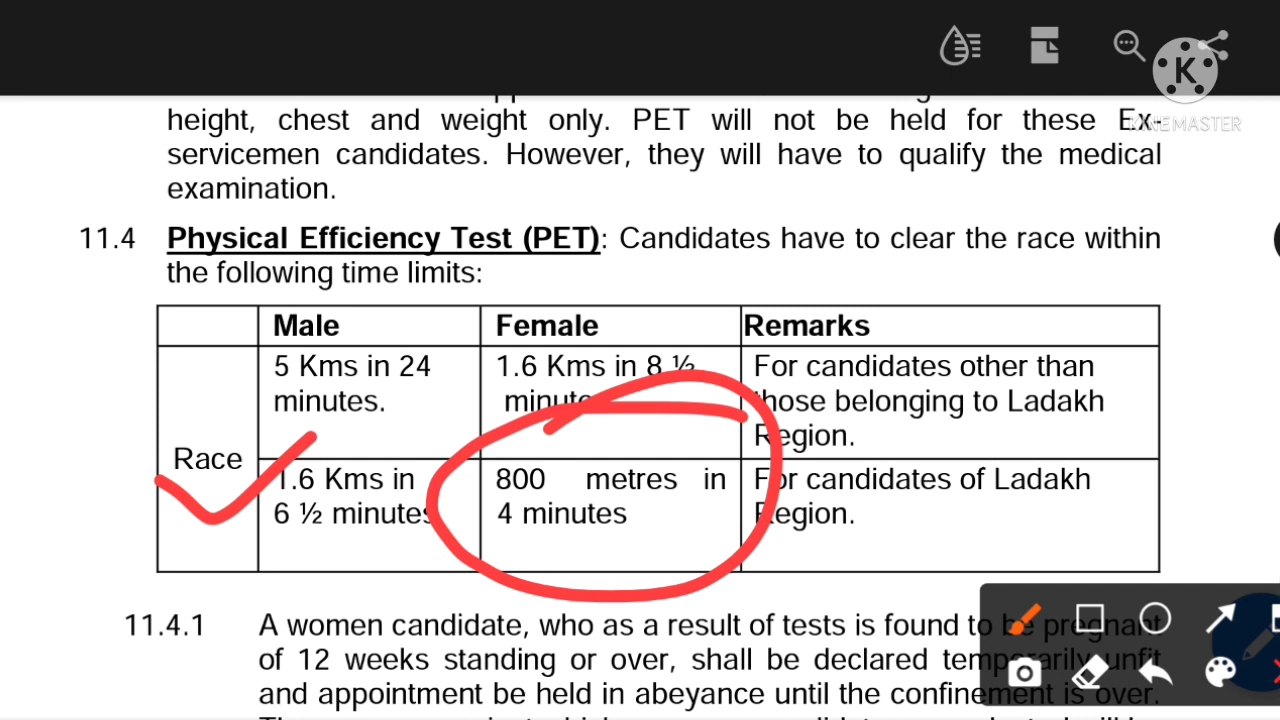 K
KINEMASTER
height, chest and weight only. PET will not be held for these Ex-
servicemen candidates. However, they will have to qualify the medical
examination.
11.4 Physical Efficiency Test (PET): Candidates have to clear the race within
the following time limits:
Male Female Remarks
5 Kms in 24 1.6 Kms in 8 ½ For candidates other than
minutes. minutes those belonging to Ladakh
Region.
Race
1.6 Kms in 800 metres in For candidates of Ladakh
6 ½ minutes 4 minutes Region.
11.4.1 A women candidate, who as a result of tests is found to be pregnant
of 12 weeks standing or over, shall be declared temporarily unfit
and appointment be held in abeyance until the confinement is over.